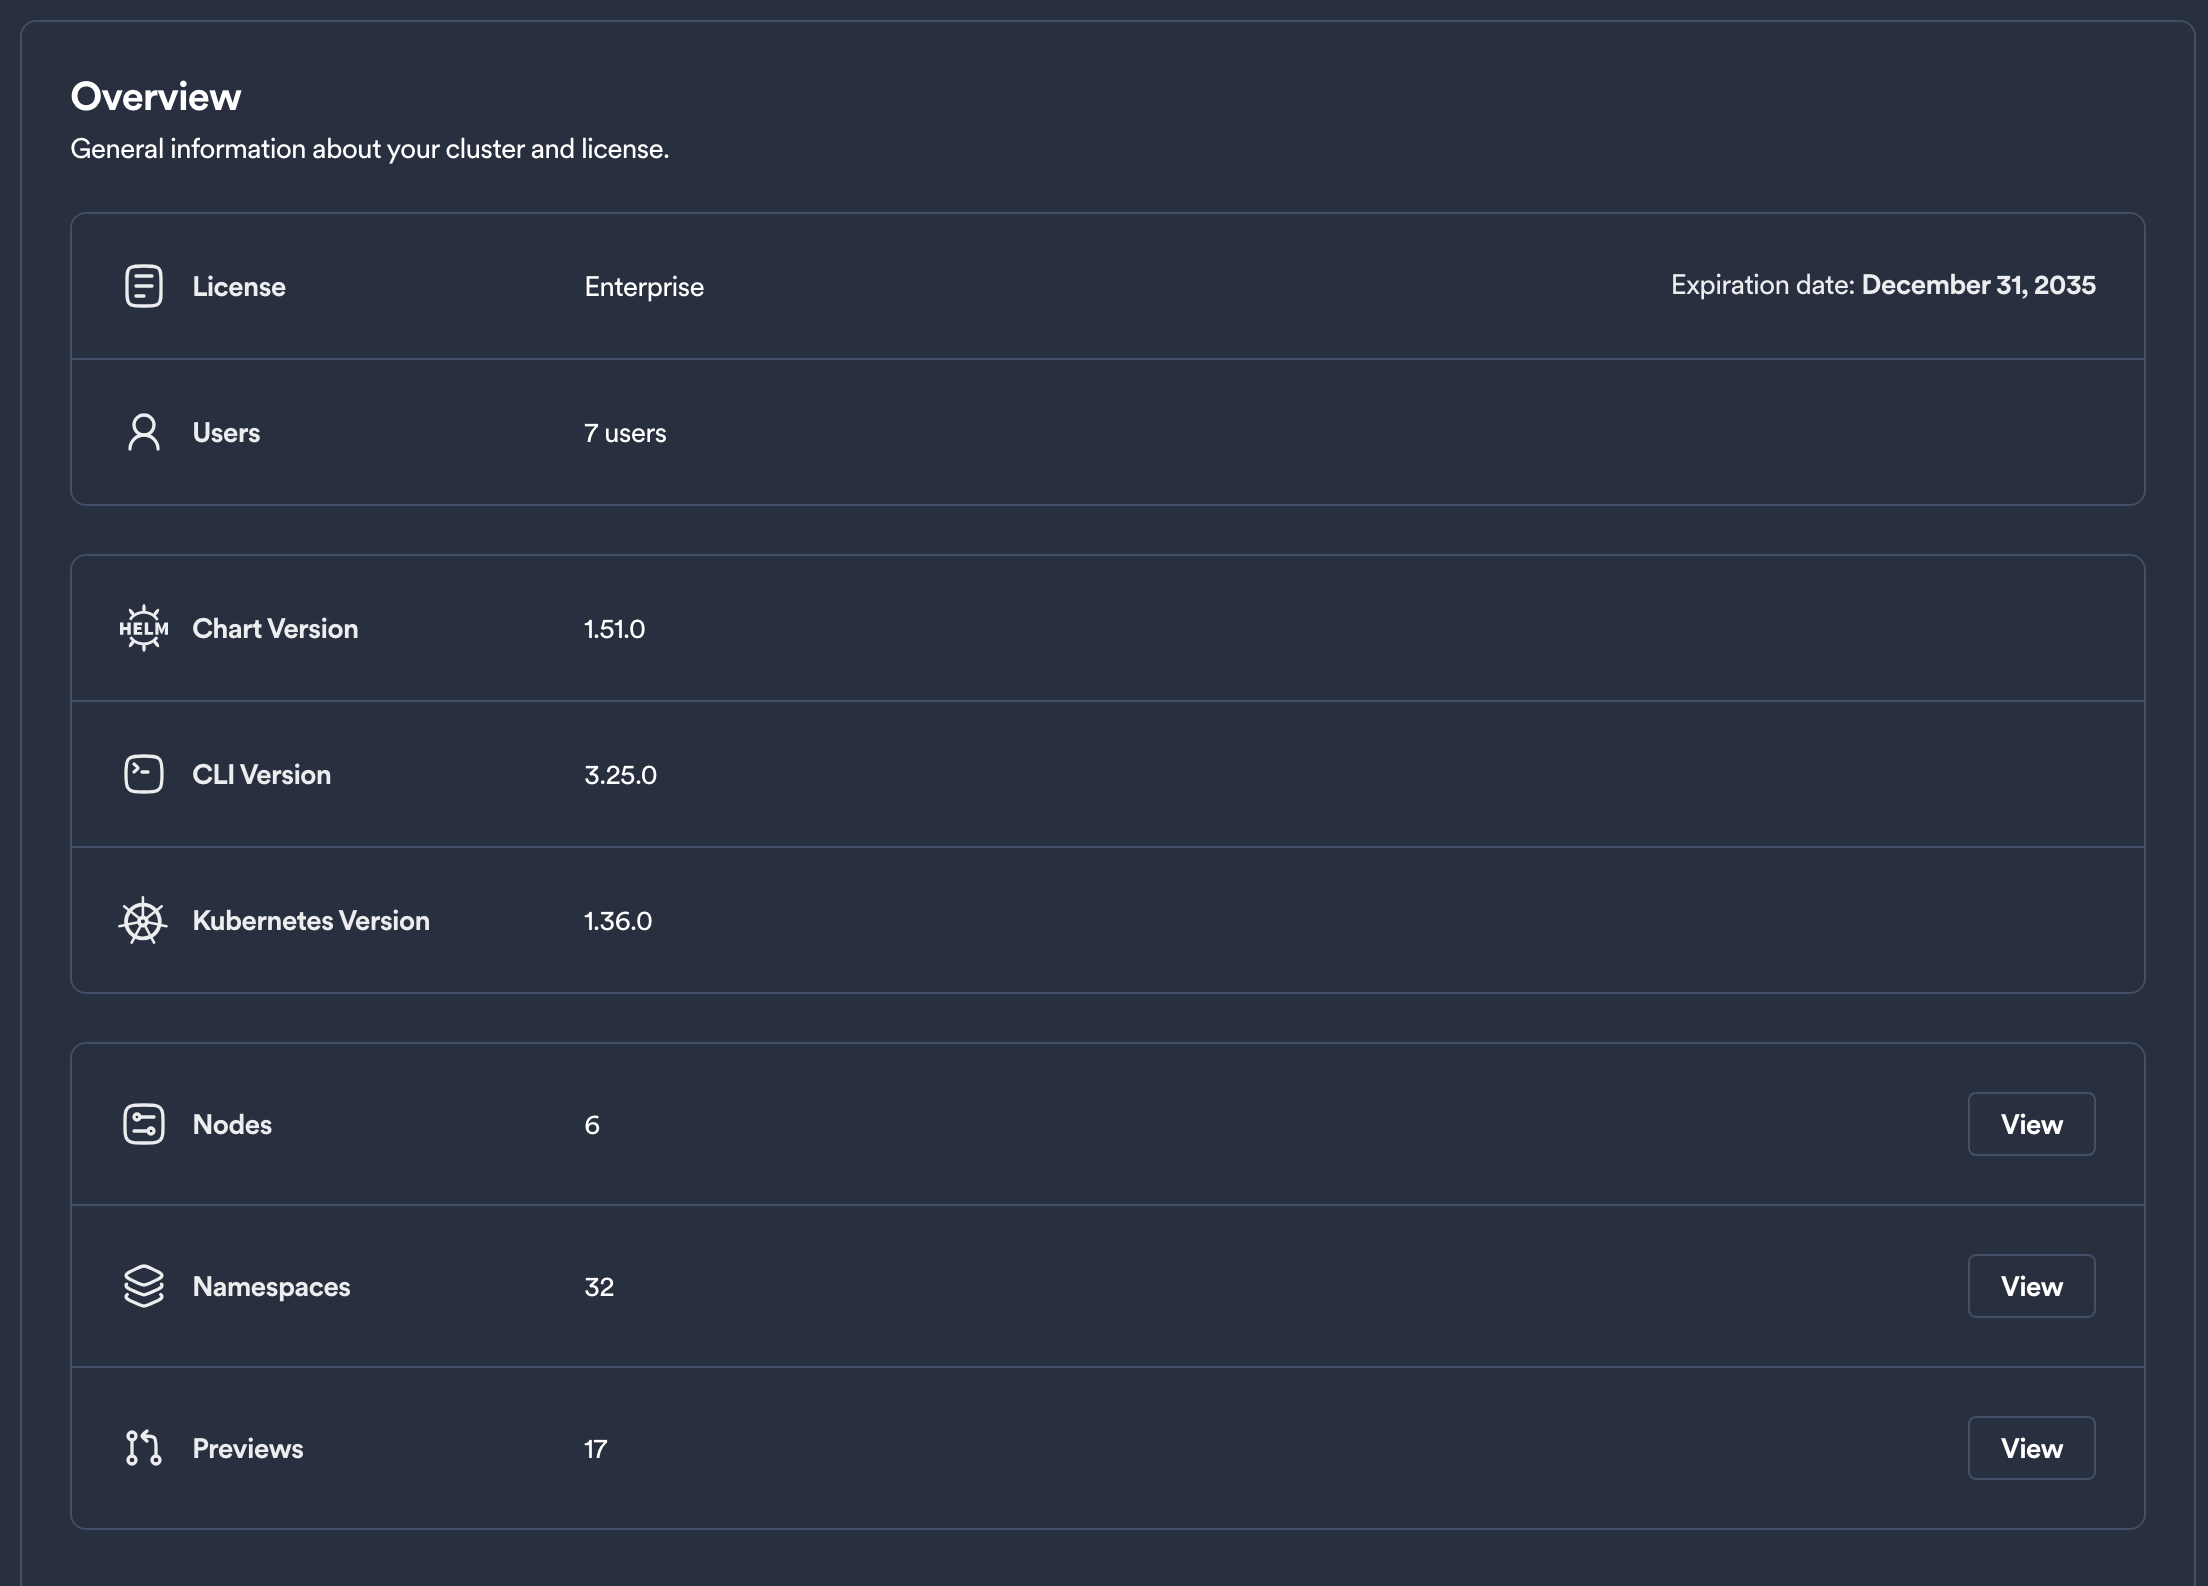 Overview
General information about your cluster and license.
License Enterprise Expiration date: December 31, 2035
Users 7 users
HELM Chart Version 1.51.0
CLI Version 3.25.0
Kubernetes Version 1.36.0
Nodes 6 View
Namespaces 32 View
Previews 17 View